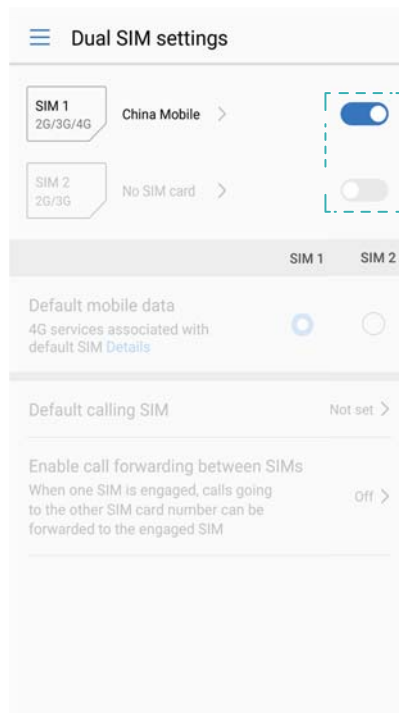 Dual SIM settings
SIM 1
2G/3G/4G
China Mobile
SIM 2
2G/3G
No SIM card
SIM 1 SIM 2
Default mobile data
4G services associated with
default SIM Details
Default calling SIM Not set
Enable call forwarding between SIMs
When one SIM is engaged, calls going
to the other SIM card number can be
forwarded to the engaged SIM
Off